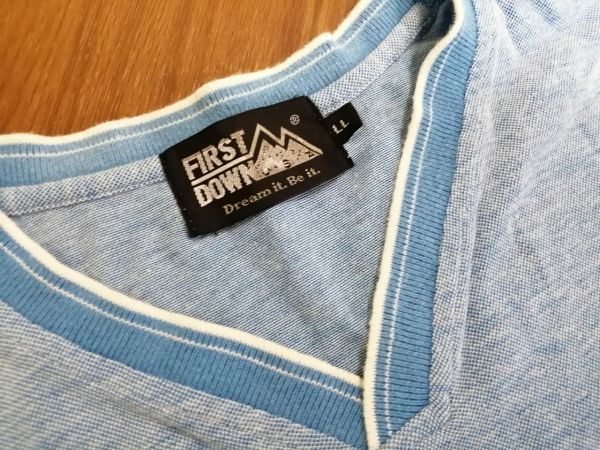 FIRST
DOWN
®
Dream it. Be it.
LL